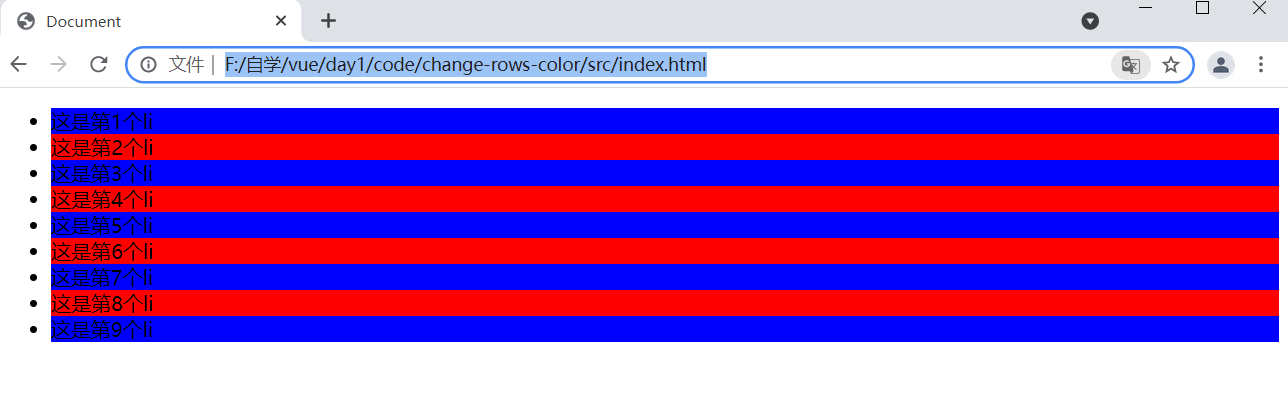 Document
文件 | F:/自学/vue/day1/code/change-rows-color/src/index.html
这是第1个li
这是第2个li
这是第3个li
这是第4个li
这是第5个li
这是第6个li
这是第7个li
这是第8个li
这是第9个li